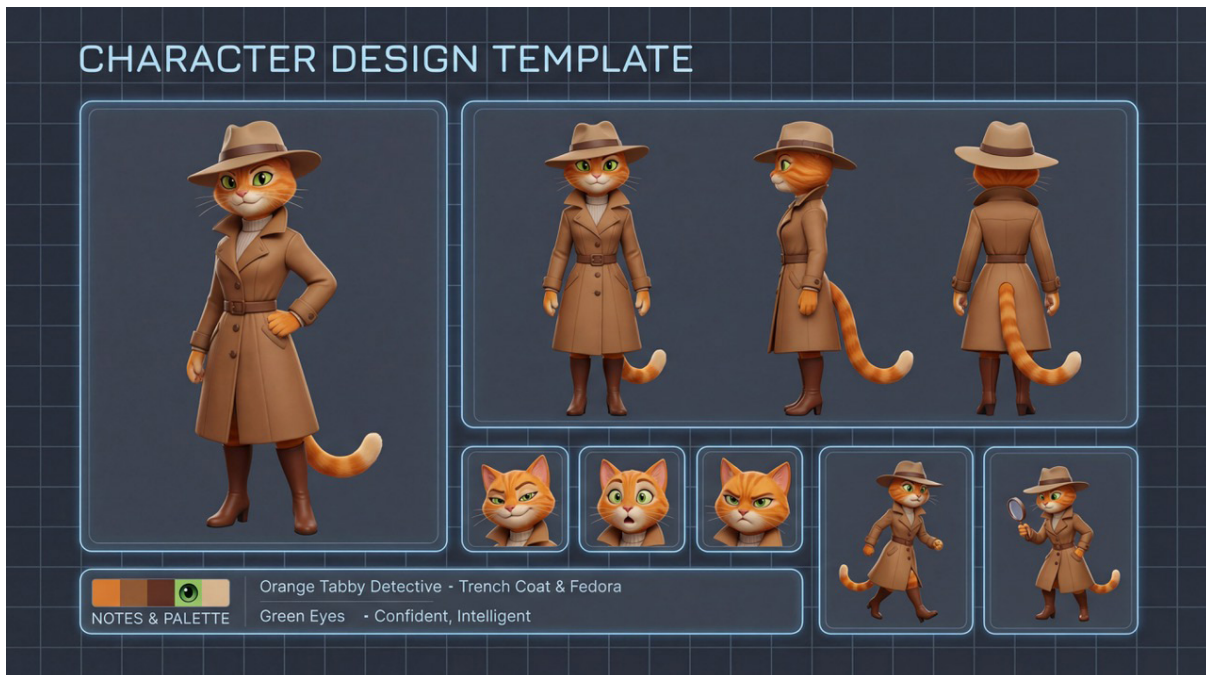 CHARACTER DESIGN TEMPLATE
NOTES & PALETTE
Orange Tabby Detective - Trench Coat & Fedora
Green Eyes - Confident, Intelligent